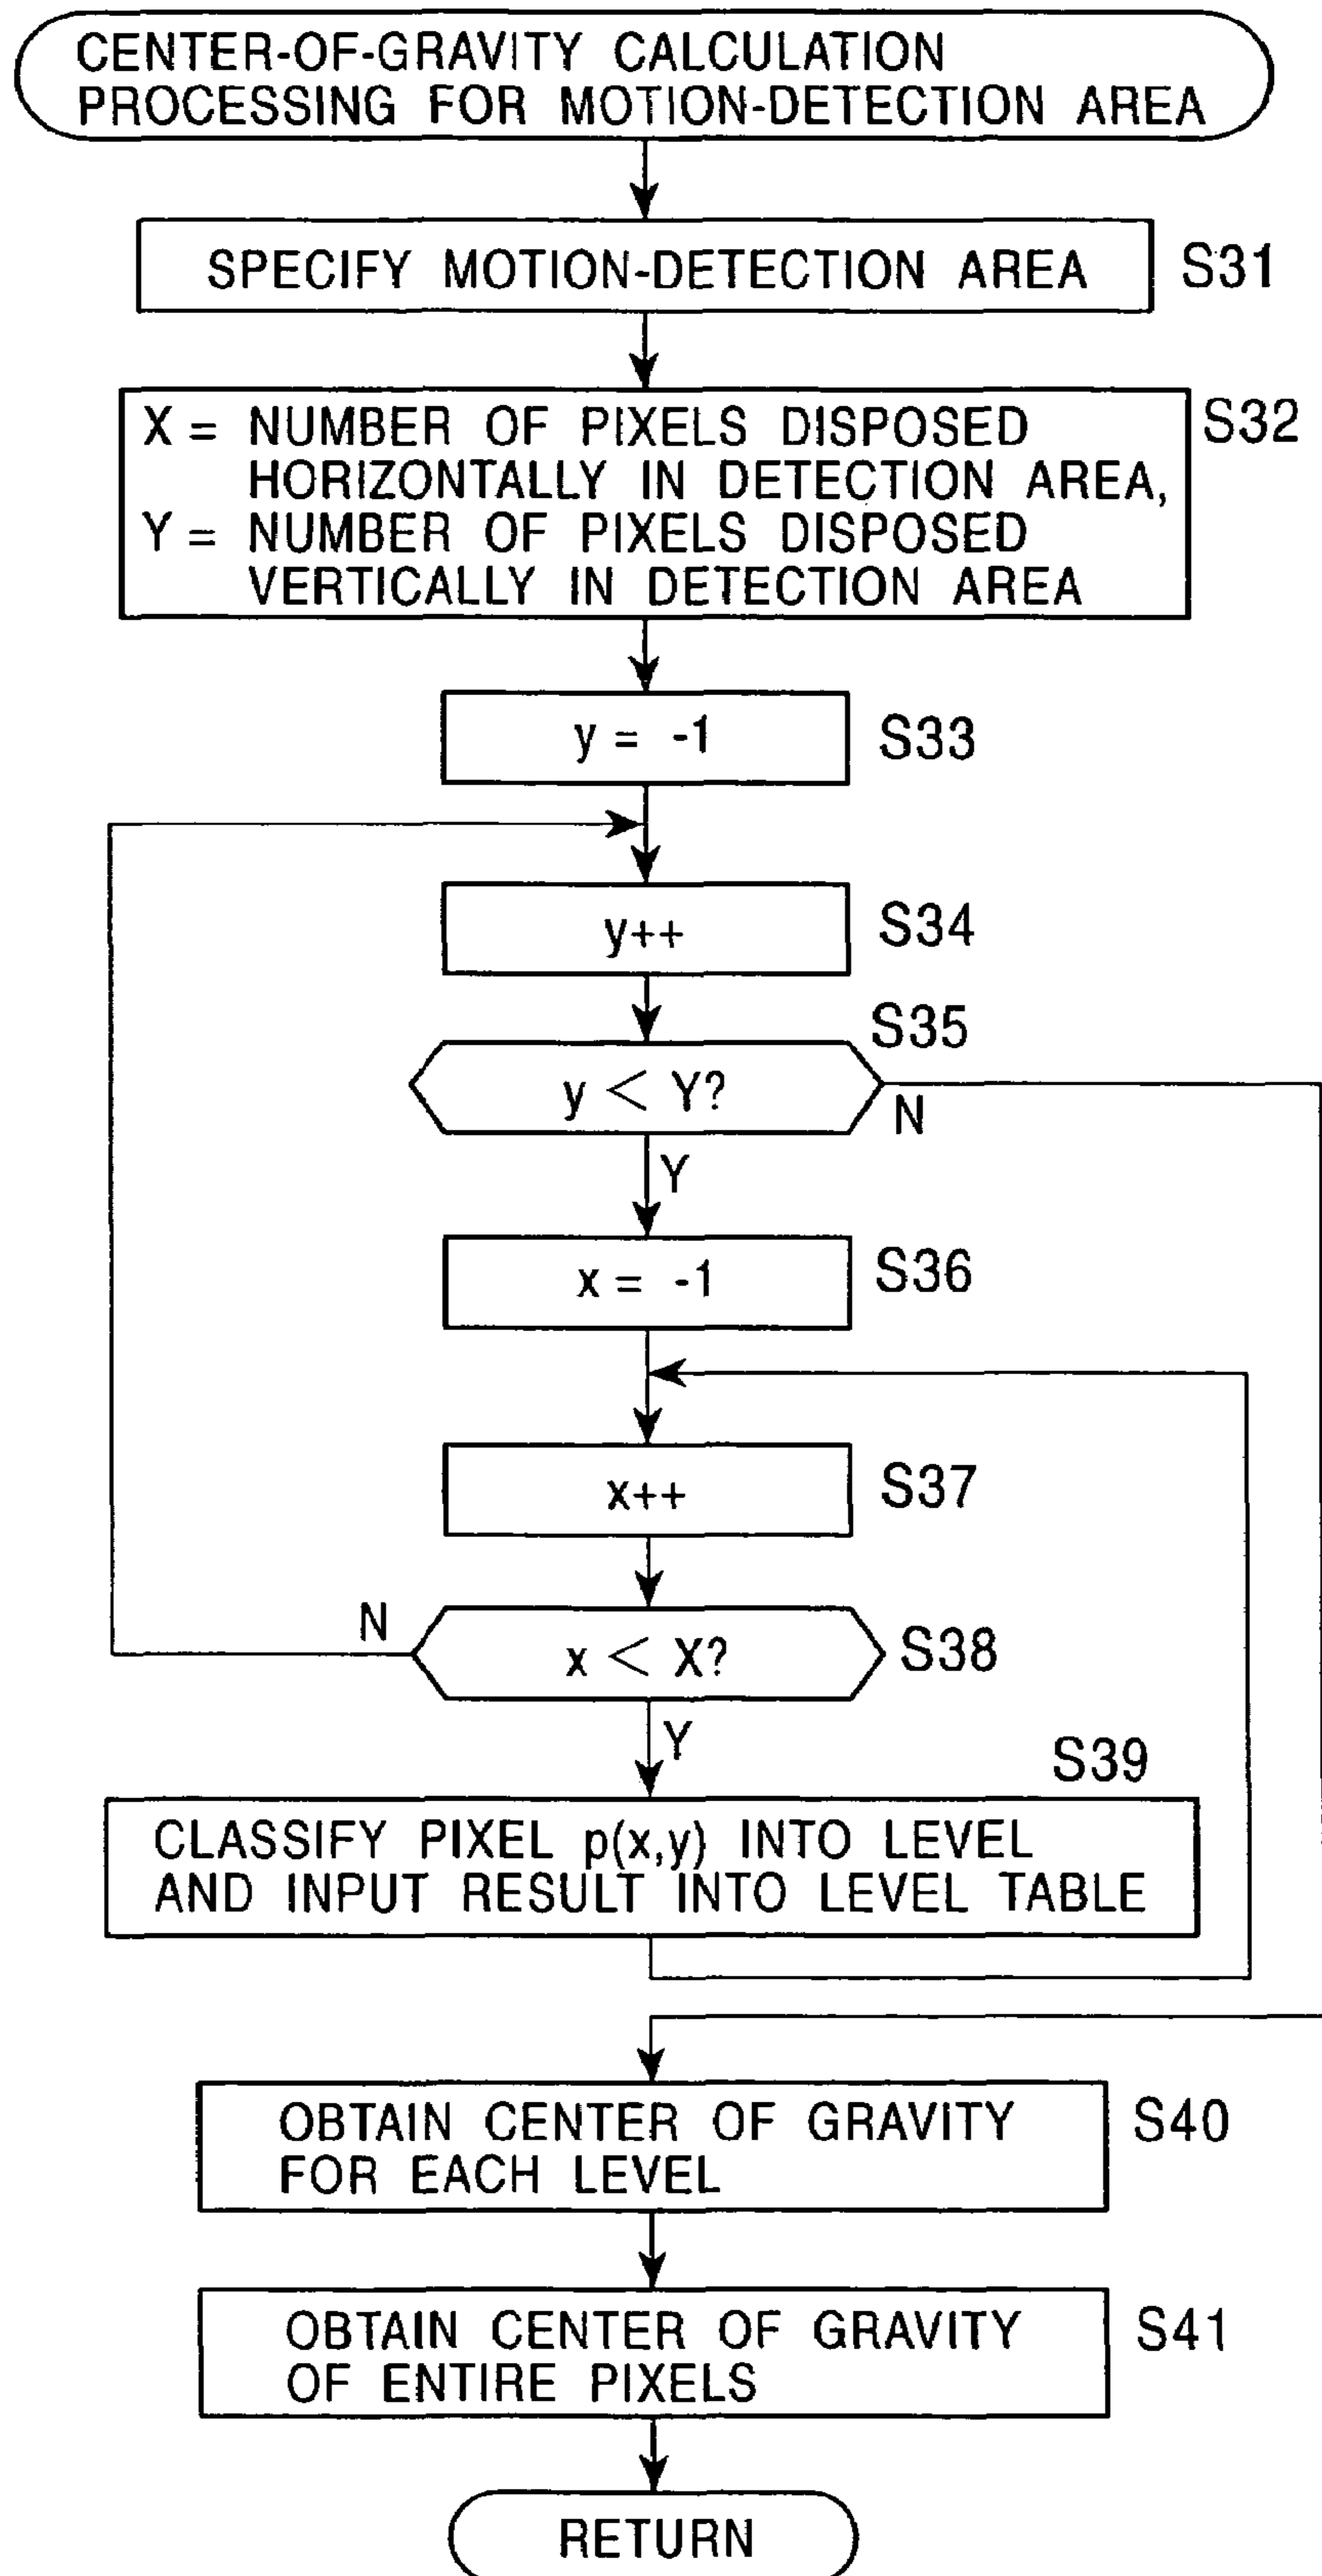 CENTER-OF-GRAVITY CALCULATION
PROCESSING FOR MOTION-DETECTION AREA
SPECIFY MOTION-DETECTION AREA
S31
X = NUMBER OF PIXELS DISPOSED
HORIZONTALLY IN DETECTION AREA,
Y = NUMBER OF PIXELS DISPOSED
VERTICALLY IN DETECTION AREA
S32
y = -1
S33
y++
S34
S35
y < Y?
N
Y
x = -1
S36
x++
S37
N
x < X?
S38
Y
S39
CLASSIFY PIXEL p(x,y) INTO LEVEL
AND INPUT RESULT INTO LEVEL TABLE
OBTAIN CENTER OF GRAVITY
FOR EACH LEVEL
S40
OBTAIN CENTER OF GRAVITY
OF ENTIRE PIXELS
S41
RETURN